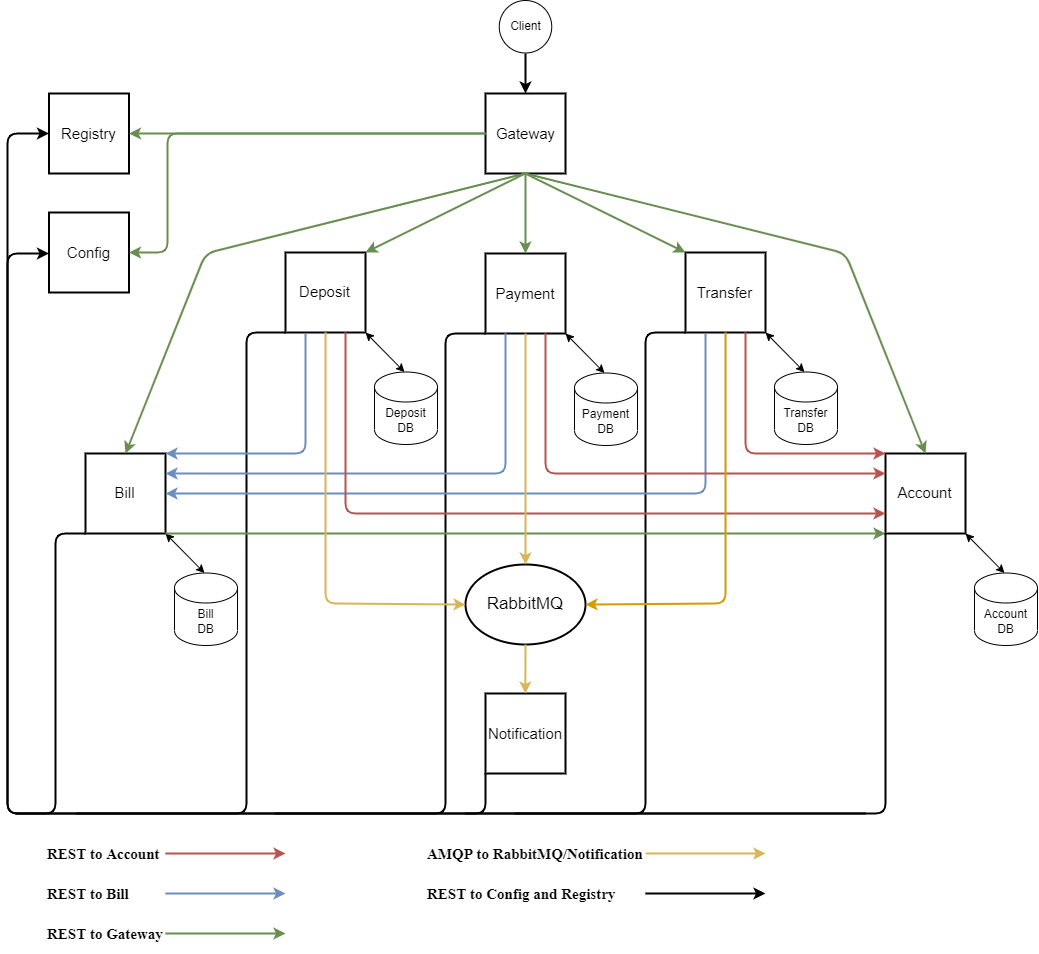 Client
Registry
Gateway
Config
Deposit
Payment
Transfer
Deposit
DB
Payment
DB
Transfer
DB
Bill
Account
RabbitMQ
Bill
DB
Account
DB
Notification
REST to Account
AMQP to RabbitMQ/Notification
REST to Bill
REST to Config and Registry
REST to Gateway